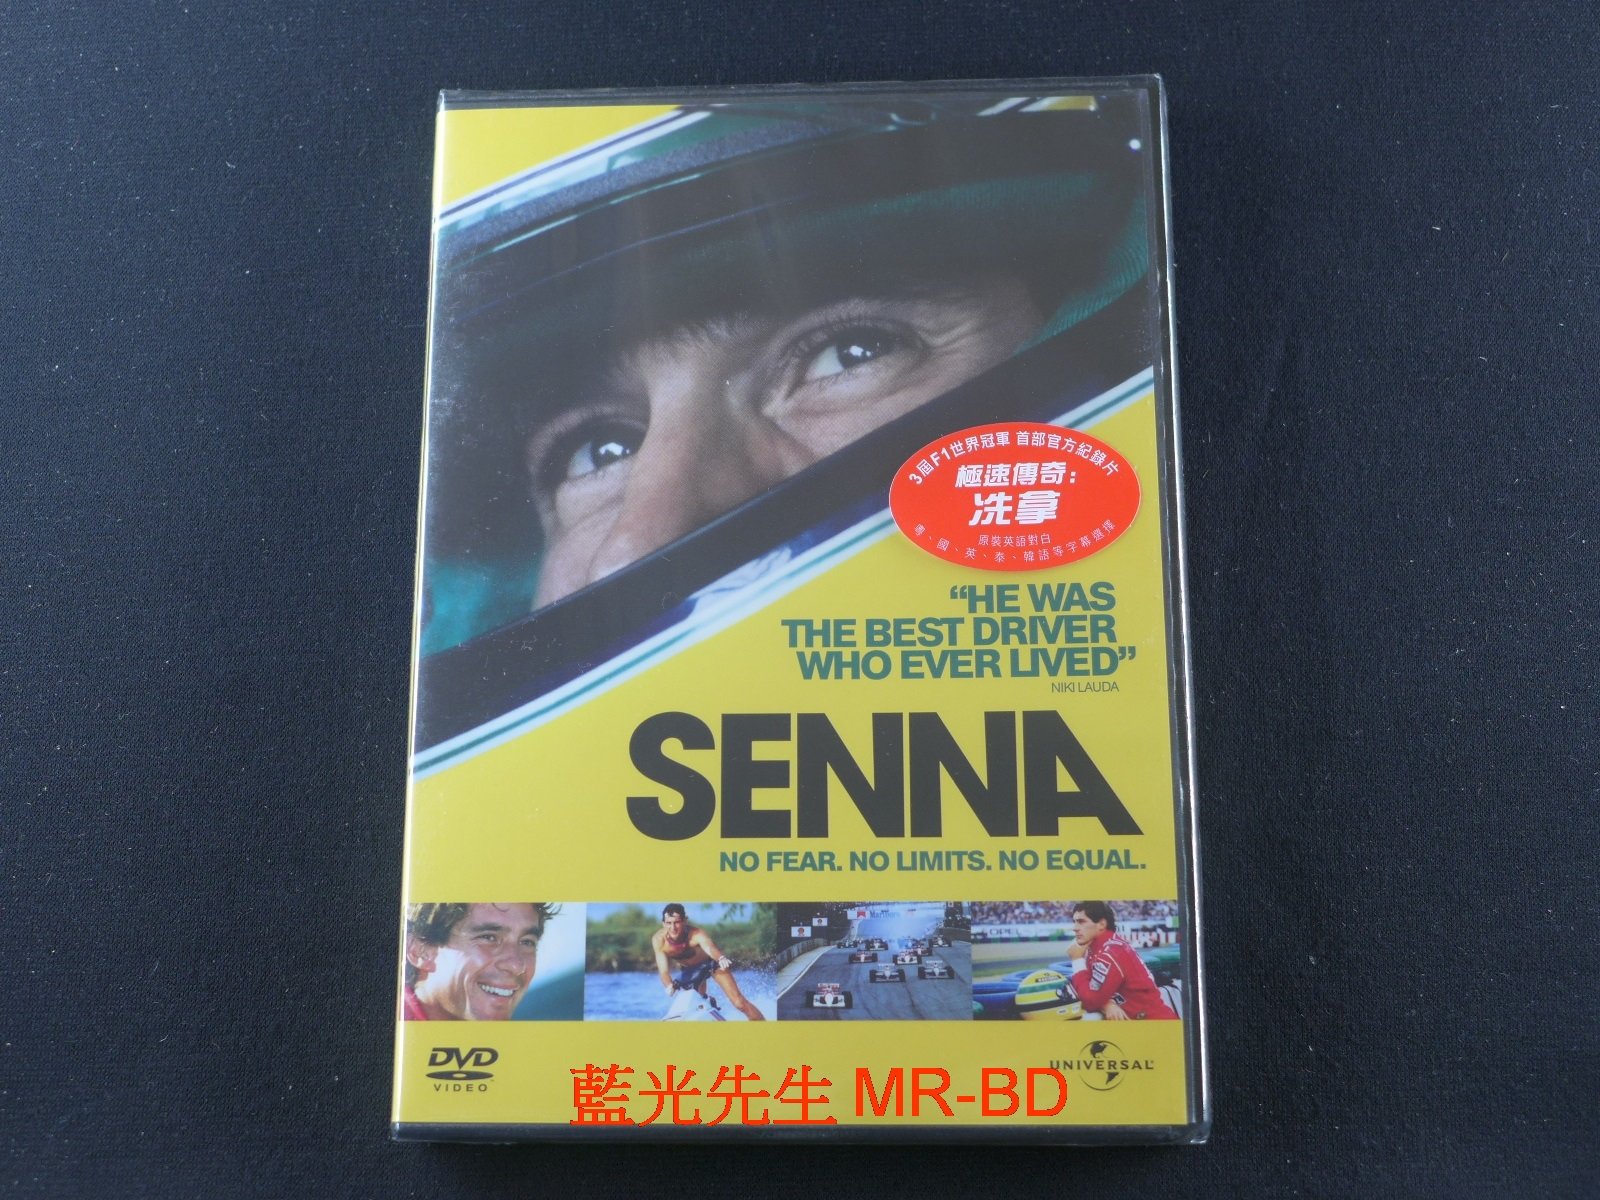 3屆F1世界冠軍 首部官方紀錄片
極速傳奇:
冼拿
原裝英語對白
粵、國、英、泰、韓語等字幕選擇
“HE WAS
THE BEST DRIVER
WHO EVER LIVED”
NIKI LAUDA
SENNA
NO FEAR. NO LIMITS. NO EQUAL.
Marlboro
DVD
VIDEO
UNIVERSAL
藍光先生 MR-BD